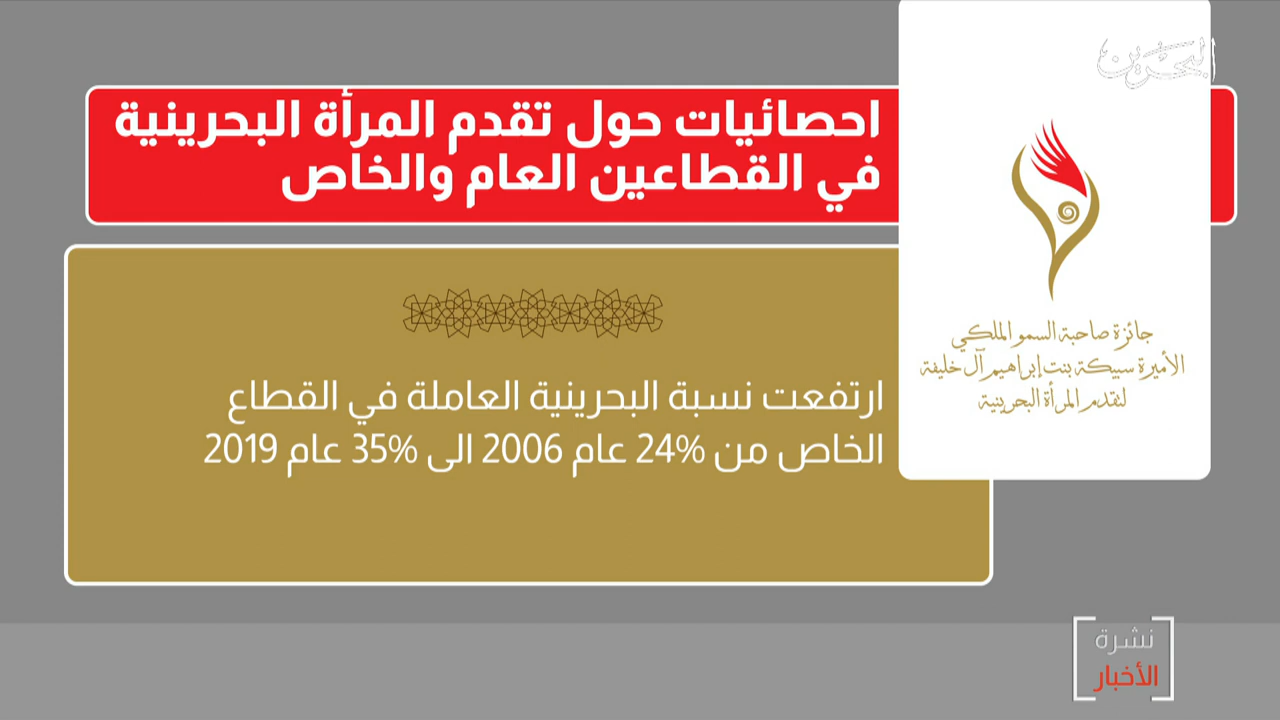 البحرين
احصائيات حول تقدم المرأة البحرينية
في القطاعين العام والخاص
جائزة صاحبة السمو الملكي
الأميرة سبيكة بنت إبراهيم آل خليفة
لتقدم المرأة البحرينية
ارتفعت نسبة البحرينية العاملة في القطاع
الخاص من %24 عام 2006 الى %35 عام 2019
نشرة
الأخبار